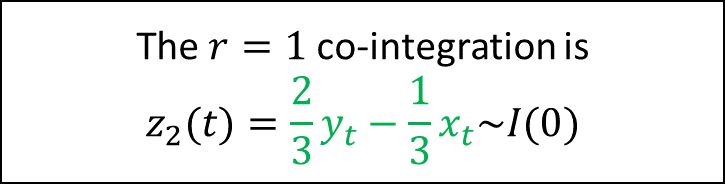 The r = 1 co-integration is
z₂(t) = 2/3 yₜ − 1/3 xₜ~I(0)